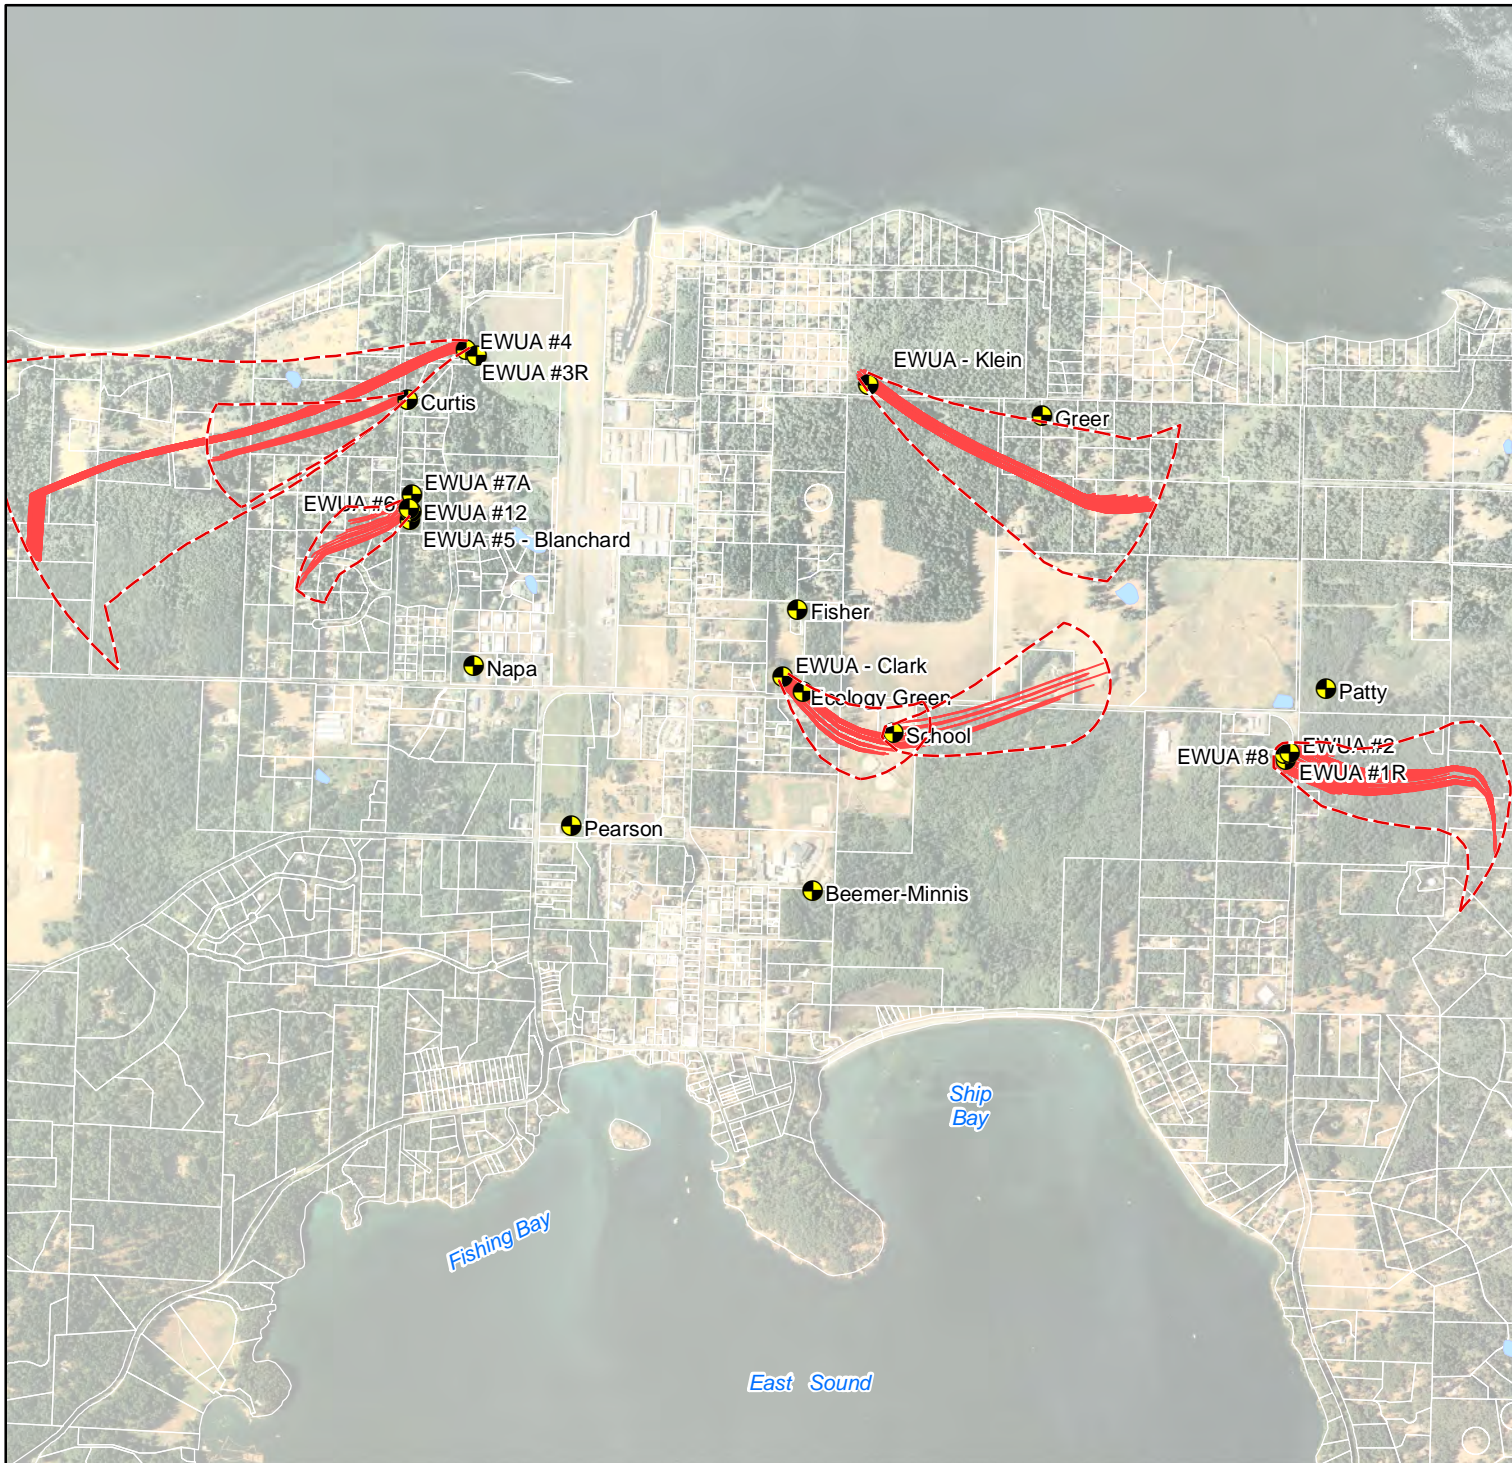 EWUA #4
EWUA - Klein
EWUA #3R
Curtis
Greer
EWUA #7A
EWUA #6
EWUA #12
EWUA #5 - Blanchard
Fisher
EWUA - Clark
Napa
Ecology Green
Patty
School
EWUA #2
EWUA #8
EWUA #1R
Pearson
Beemer-Minnis
Ship
Bay
Fishing Bay
East Sound